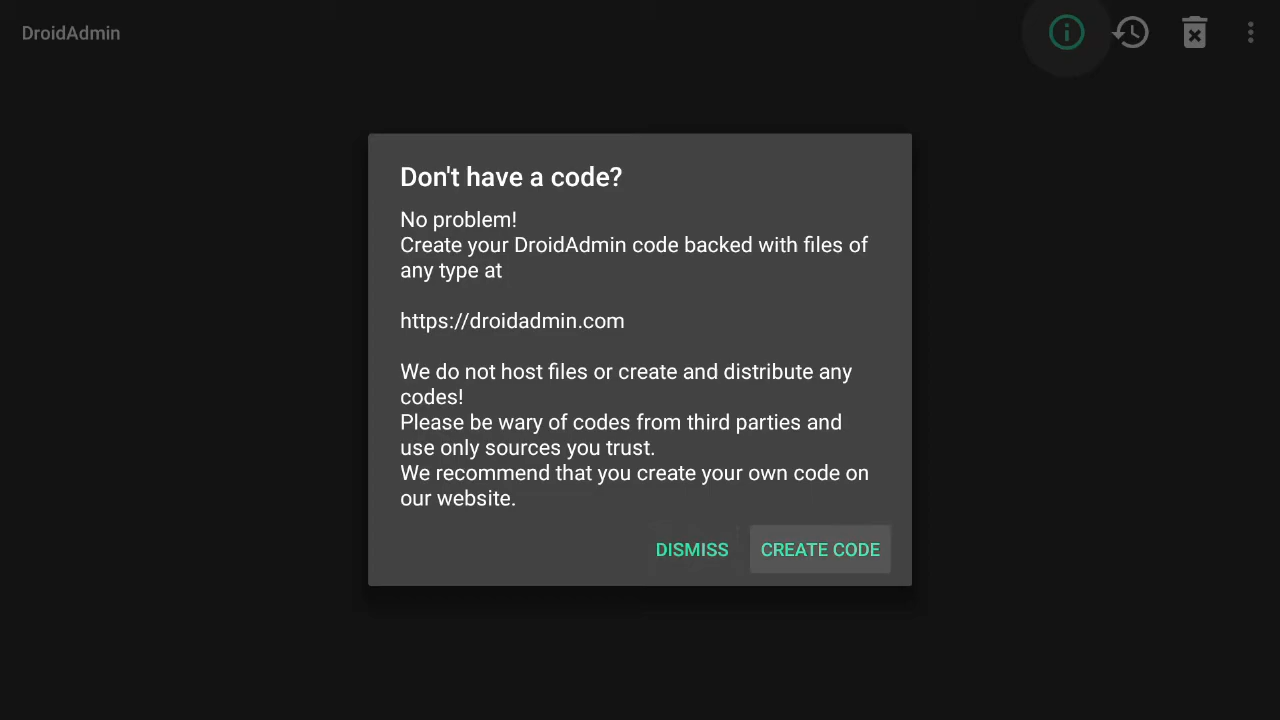 DroidAdmin
Don't have a code?
No problem!
Create your DroidAdmin code backed with files of
any type at
https://droidadmin.com
We do not host files or create and distribute any
codes!
Please be wary of codes from third parties and
use only sources you trust.
We recommend that you create your own code on
our website.
DISMISS CREATE CODE